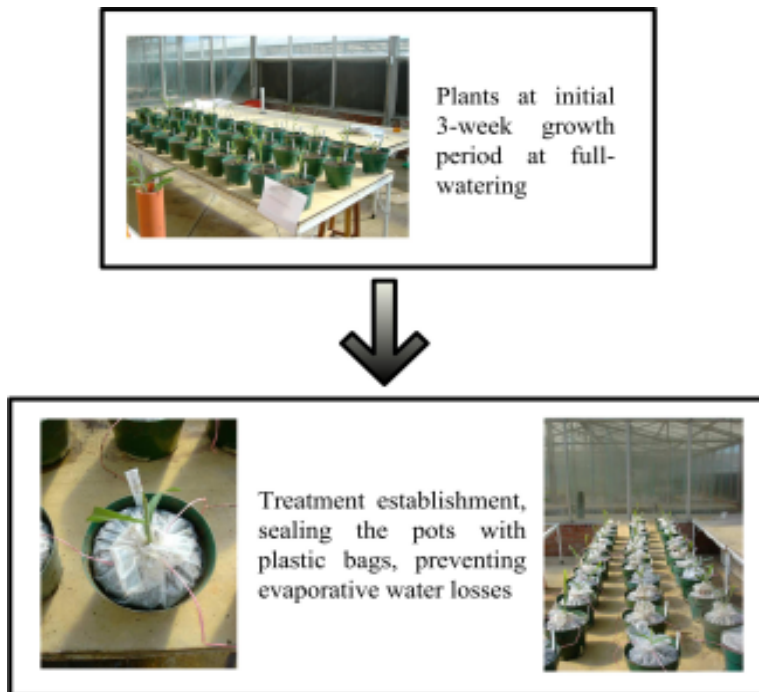 Plants at initial
3-week growth
period at full-
watering
Treatment establishment,
sealing the pots with
plastic bags, preventing
evaporative water losses